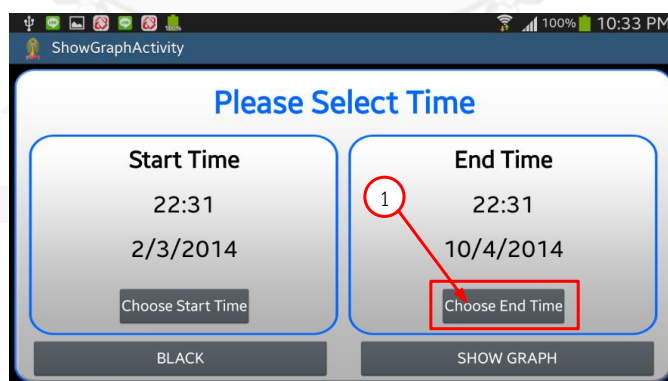 100% 10:33 PM
ShowGraphActivity
Please Select Time
Start Time
22:31
2/3/2014
Choose Start Time
End Time
22:31
10/4/2014
Choose End Time
1
BLACK
SHOW GRAPH